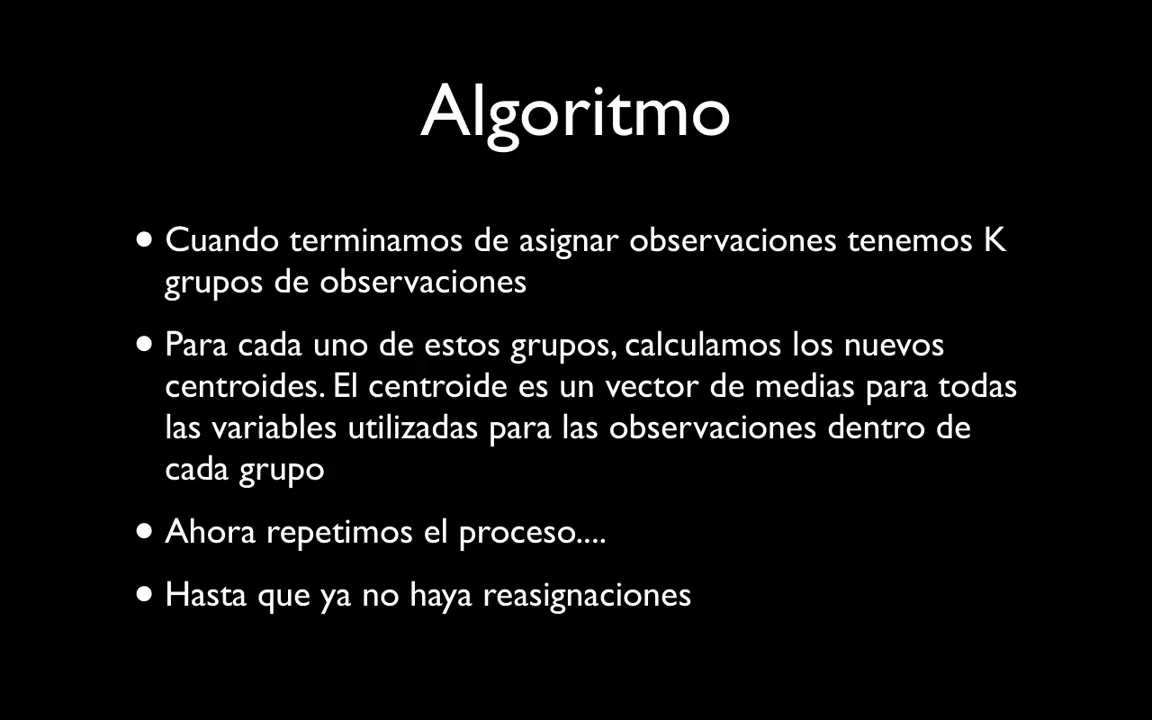 Algoritmo
• Cuando terminamos de asignar observaciones tenemos K
grupos de observaciones
• Para cada uno de estos grupos, calculamos los nuevos
centroides. El centroide es un vector de medias para todas
las variables utilizadas para las observaciones dentro de
cada grupo
• Ahora repetimos el proceso....
• Hasta que ya no haya reasignaciones